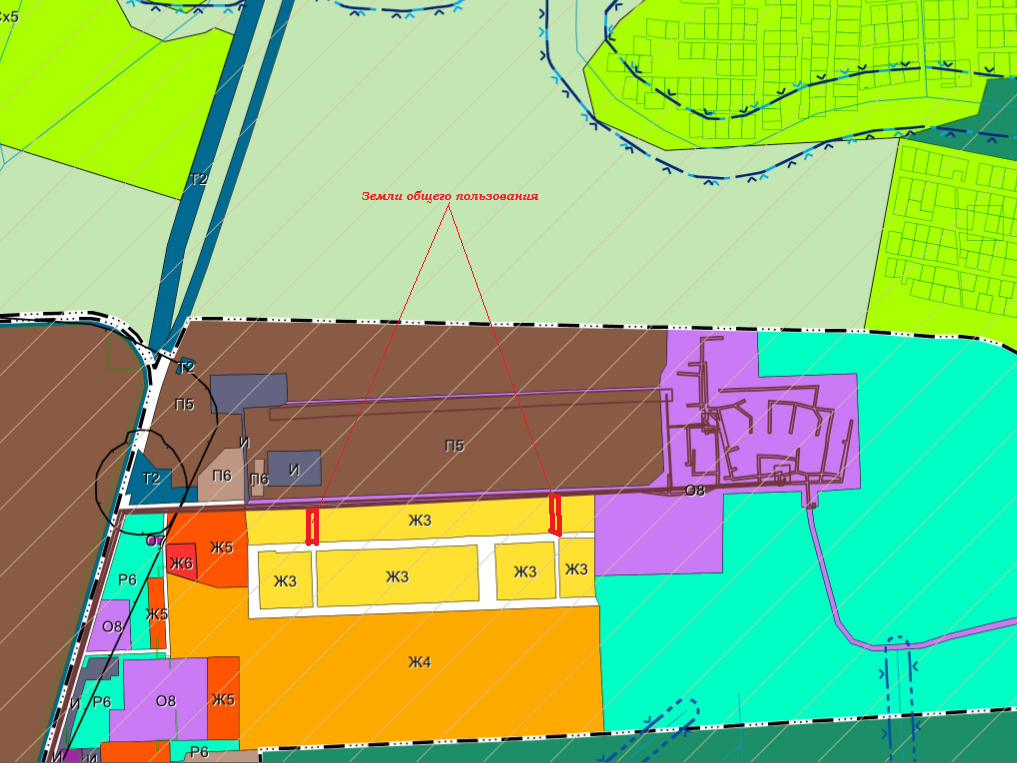 Сх5
Т2
Земли общего пользования
Т2
П5
И
П5
П6
П6
И
Т2
О8
Ж3
О7
Ж5
Ж6
Р6
Ж3
Ж3
Ж3
Ж3
Ж5
О8
Ж4
И
Р6
О8
Ж5
Р6
И
И